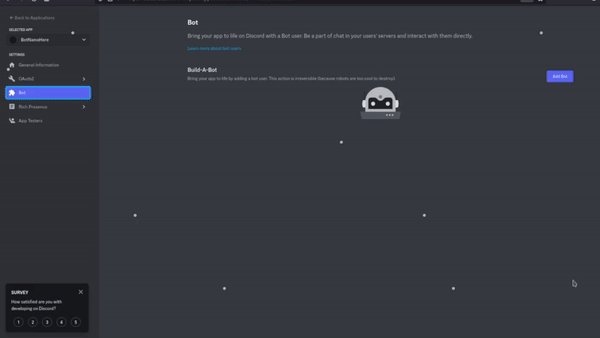 Back to Applications
SELECTED APP
BotNameHere
SETTINGS
General Information
OAuth2
Bot
Rich Presence
App Testers
Bot
Bring your app to life on Discord with a Bot user. Be a part of chat in your users' servers and interact with them directly.
Learn more about bot users
Build-A-Bot
Bring your app to life by adding a bot user. This action is irreversible (because robots are too cool to destroy).
Add Bot
SURVEY
How satisfied are you with
developing on Discord?
1 2 3 4 5